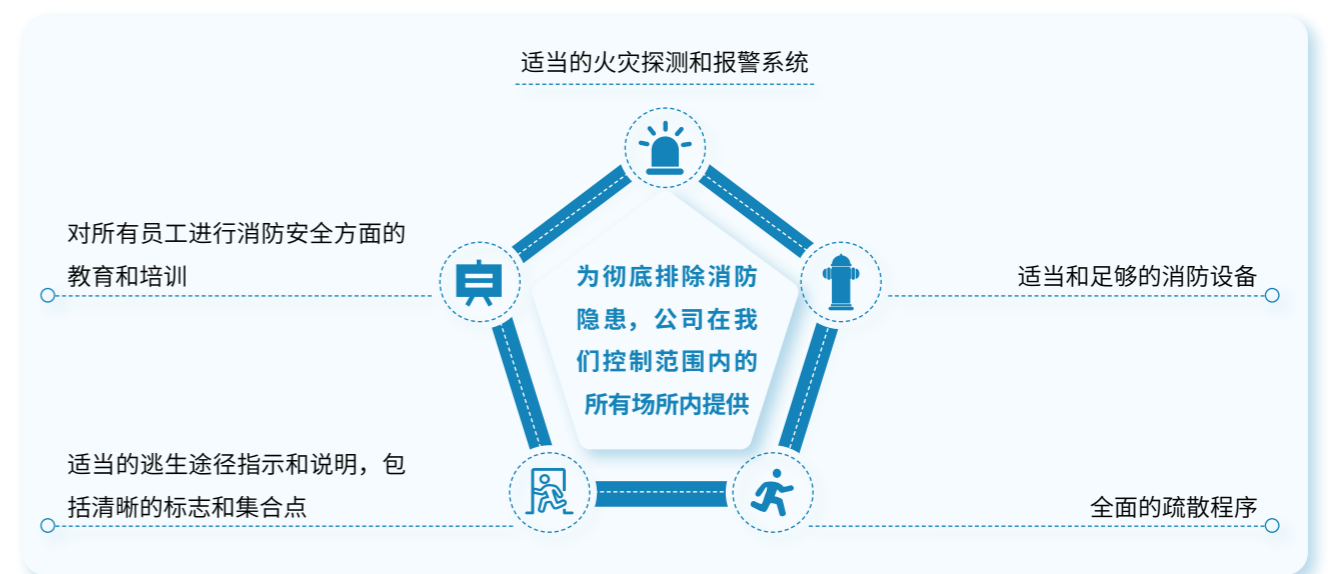 适当的火灾探测和报警系统
对所有员工进行消防安全方面的
教育和培训
为彻底排除消防
隐患，公司在我
们控制范围内的
所有场所内提供
适当和足够的消防设备
适当的逃生途径指示和说明，包
括清晰的标志和集合点
全面的疏散程序